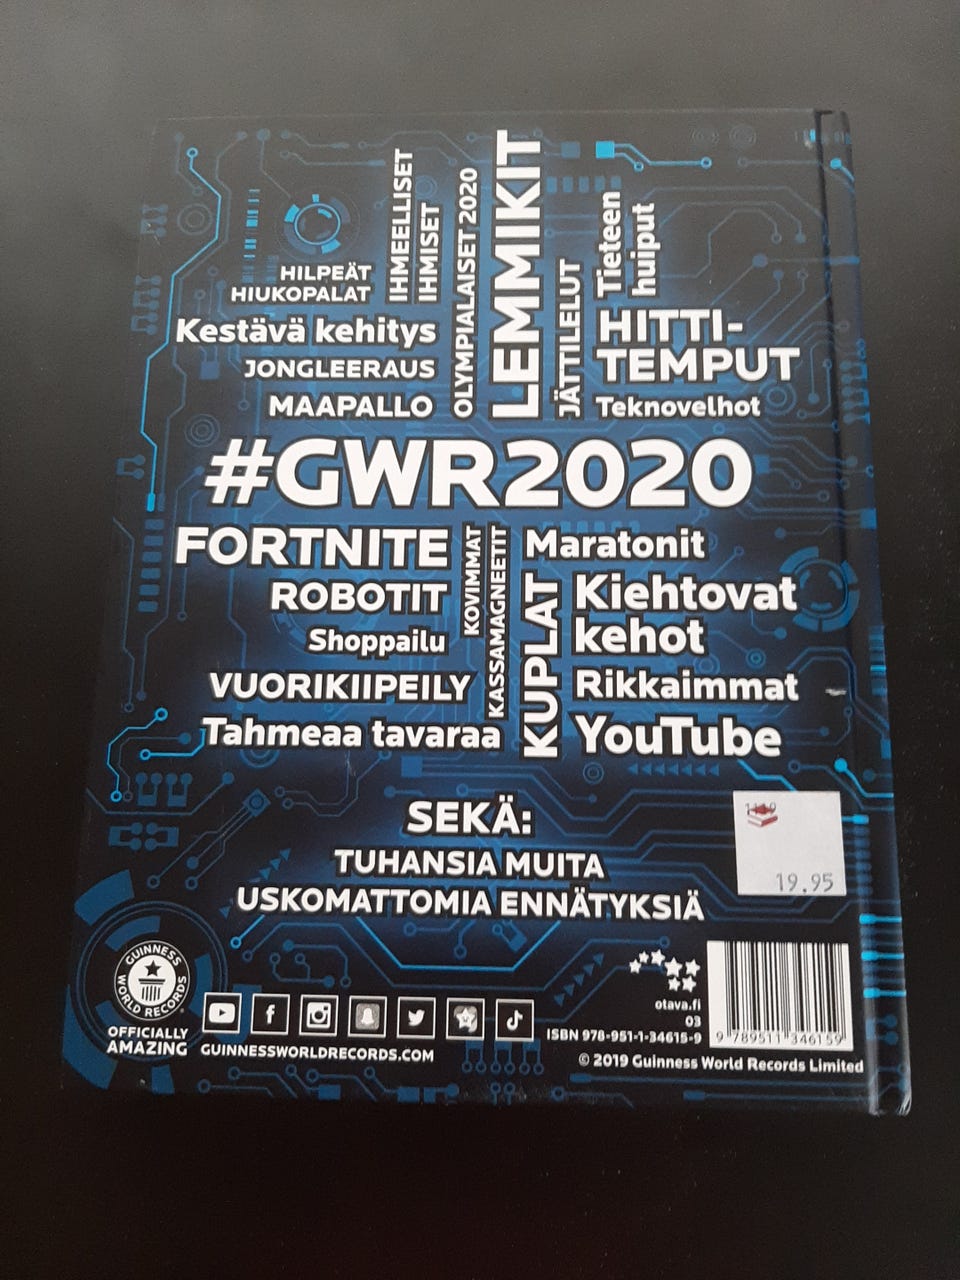 HILPEÄT
HIUKOPALAT
IHMEELLISET
IHMISET
OLYMPIALAISET 2020
LEMMIKIT
JÄTTILELUT
Tieteen
huiput
Kestävä kehitys
JONGLEERAUS
MAAPALLO
HITTI-
TEMPUT
Teknovelhot
#GWR2020
FORTNITE
ROBOTIT
Shoppailu
VUORIKIIPEILY
Tahmeaa tavaraa
KOVIMMAT
KASSAMAGNEETIT
KUPLAT
Maratonit
Kiehtovat
kehot
Rikkaimmat
YouTube
SEKÄ:
TUHANSIA MUITA
USKOMATTOMIA ENNÄTYKSIÄ
19.95
GUINNESS
WORLD RECORDS
OFFICIALLY
AMAZING
GUINNESSWORLDRECORDS.COM
otava.fi
03
ISBN 978-951-1-34615-9
9 789511 346159
© 2019 Guinness World Records Limited